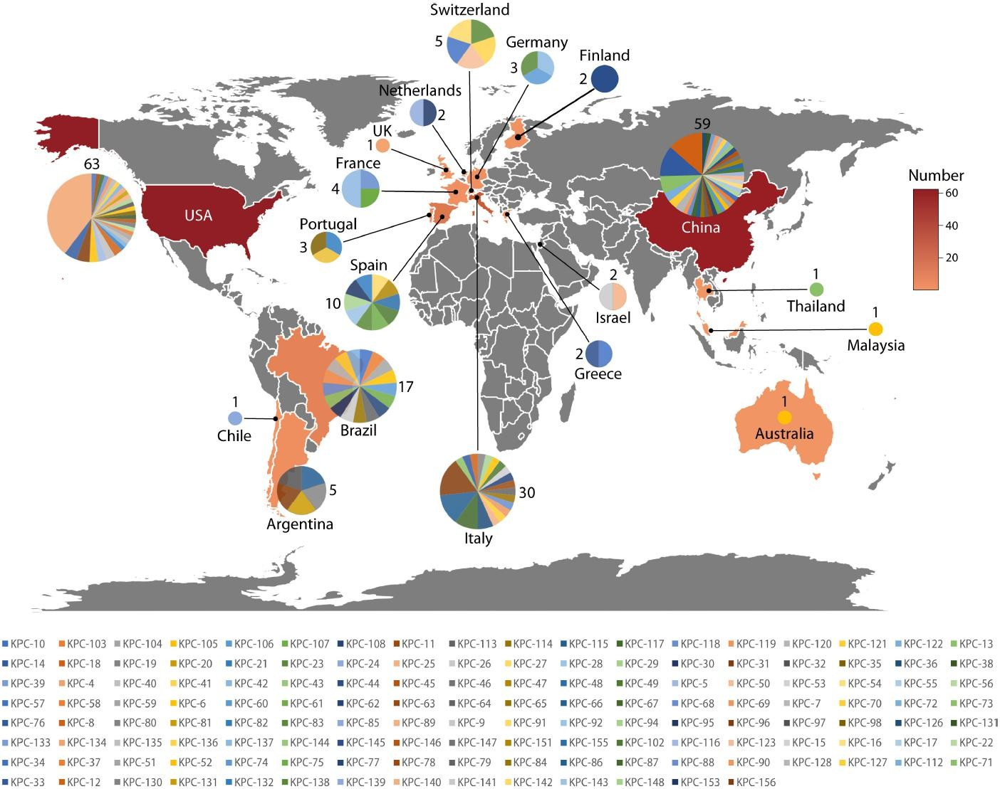 Switzerland
5
Germany
3
Finland
2
Netherlands
2
UK
1
France
4
Portugal
3
Spain
10
63
USA
59
China
Number
60
40
20
2
Israel
2
Greece
1
Thailand
1
Malaysia
1
Australia
17
Brazil
1
Chile
5
Argentina
30
Italy
KPC-10 KPC-103 KPC-104 KPC-105 KPC-106 KPC-107 KPC-108 KPC-11 KPC-113 KPC-114 KPC-115 KPC-117 KPC-118 KPC-119 KPC-120 KPC-121 KPC-122 KPC-13
KPC-14 KPC-18 KPC-19 KPC-20 KPC-21 KPC-23 KPC-24 KPC-25 KPC-26 KPC-27 KPC-28 KPC-29 KPC-30 KPC-31 KPC-32 KPC-35 KPC-36 KPC-38
KPC-39 KPC-4 KPC-40 KPC-41 KPC-42 KPC-43 KPC-44 KPC-45 KPC-46 KPC-47 KPC-48 KPC-49 KPC-5 KPC-50 KPC-53 KPC-54 KPC-55 KPC-56
KPC-57 KPC-58 KPC-59 KPC-6 KPC-60 KPC-61 KPC-62 KPC-63 KPC-64 KPC-65 KPC-66 KPC-67 KPC-68 KPC-69 KPC-7 KPC-70 KPC-72 KPC-73
KPC-76 KPC-8 KPC-80 KPC-81 KPC-82 KPC-83 KPC-85 KPC-89 KPC-9 KPC-91 KPC-92 KPC-94 KPC-95 KPC-96 KPC-97 KPC-98 KPC-126 KPC-131
KPC-133 KPC-134 KPC-135 KPC-136 KPC-137 KPC-144 KPC-145 KPC-146 KPC-147 KPC-151 KPC-155 KPC-102 KPC-116 KPC-123 KPC-15 KPC-16 KPC-17 KPC-22
KPC-34 KPC-37 KPC-51 KPC-52 KPC-74 KPC-75 KPC-77 KPC-78 KPC-79 KPC-84 KPC-86 KPC-87 KPC-88 KPC-90 KPC-128 KPC-127 KPC-112 KPC-71
KPC-33 KPC-12 KPC-130 KPC-131 KPC-132 KPC-138 KPC-139 KPC-140 KPC-141 KPC-142 KPC-143 KPC-148 KPC-153 KPC-156